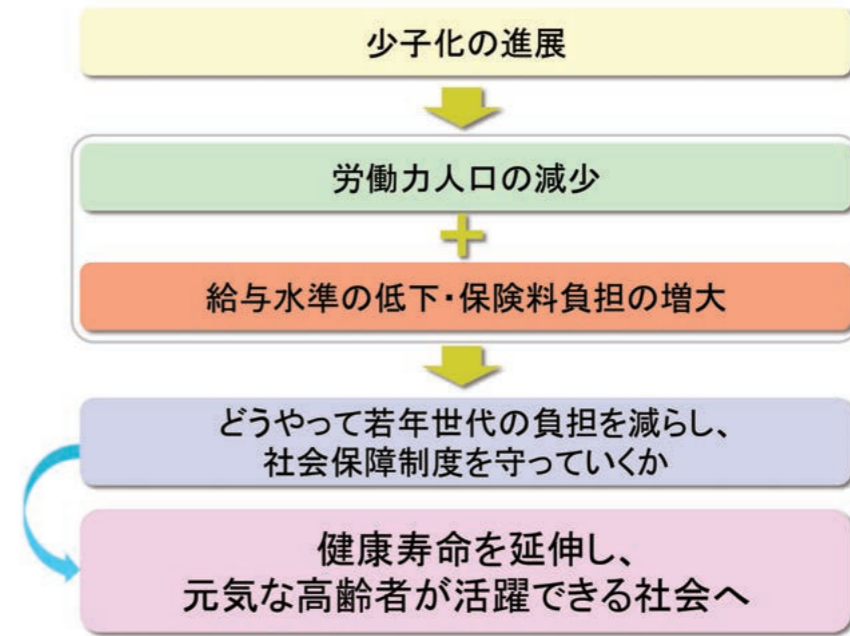 少子化の進展
労働力人口の減少
+
給与水準の低下・保険料負担の増大
どうやって若年世代の負担を減らし、
社会保障制度を守っていくか
健康寿命を延伸し、
元気な高齢者が活躍できる社会へ